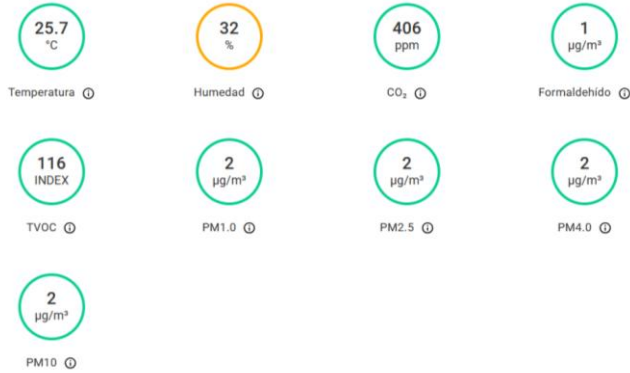 25.7
°C
Temperatura
32
%
Humedad
406
ppm
CO₂
1
µg/m³
Formaldehído
116
INDEX
TVOC
2
µg/m³
PM1.0
2
µg/m³
PM2.5
2
µg/m³
PM4.0
2
µg/m³
PM10